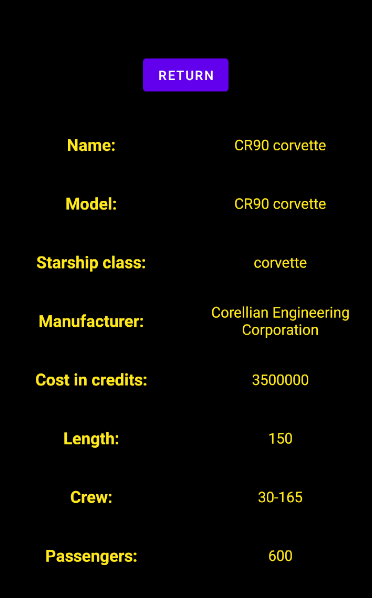 RETURN
Name: CR90 corvette
Model: CR90 corvette
Starship class: corvette
Manufacturer: Corellian Engineering
Corporation
Cost in credits: 3500000
Length: 150
Crew: 30-165
Passengers: 600